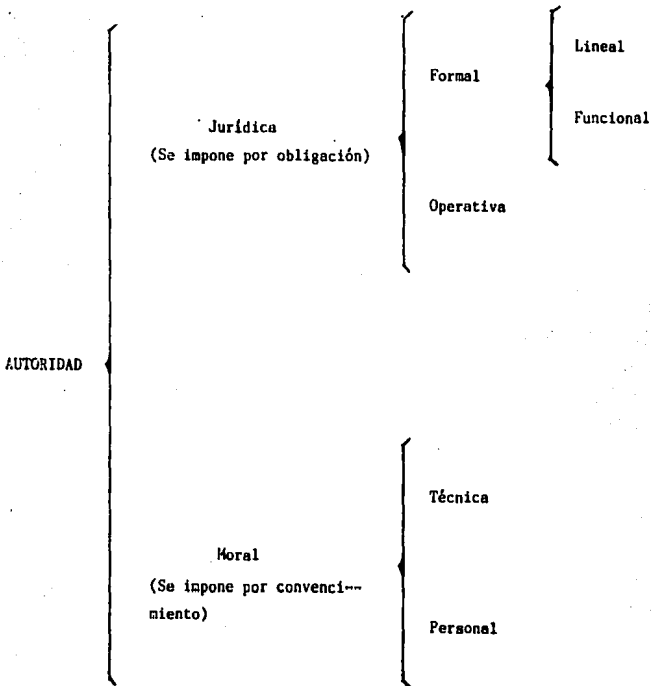 Lineal
Formal
Funcional
Jurídica
(Se impone por obligación)
Operativa
AUTORIDAD
Técnica
Moral
(Se impone por convenci--
miento)
Personal